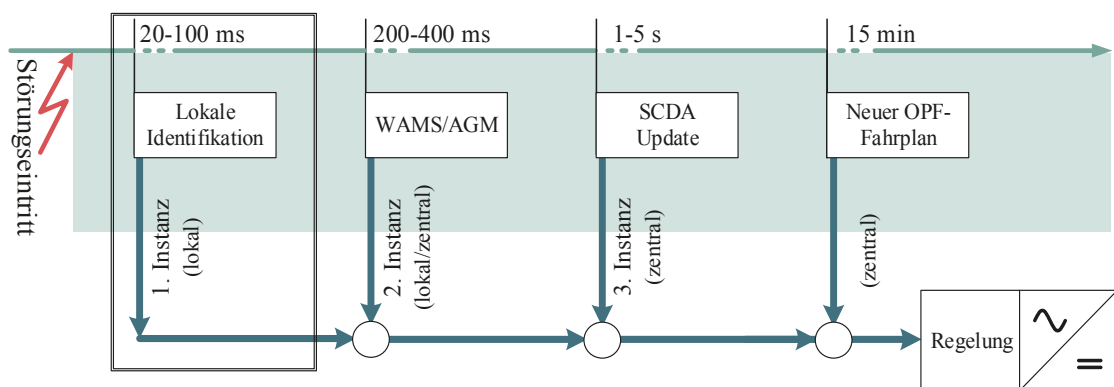 20-100 ms
200-400 ms
1-5 s
15 min
Störungseintritt
Lokale
Identifikation
WAMS/AGM
SCDA
Update
Neuer OPF-
Fahrplan
1. Instanz
(lokal)
2. Instanz
(lokal/zentral)
3. Instanz
(zentral)
(zentral)
Regelung